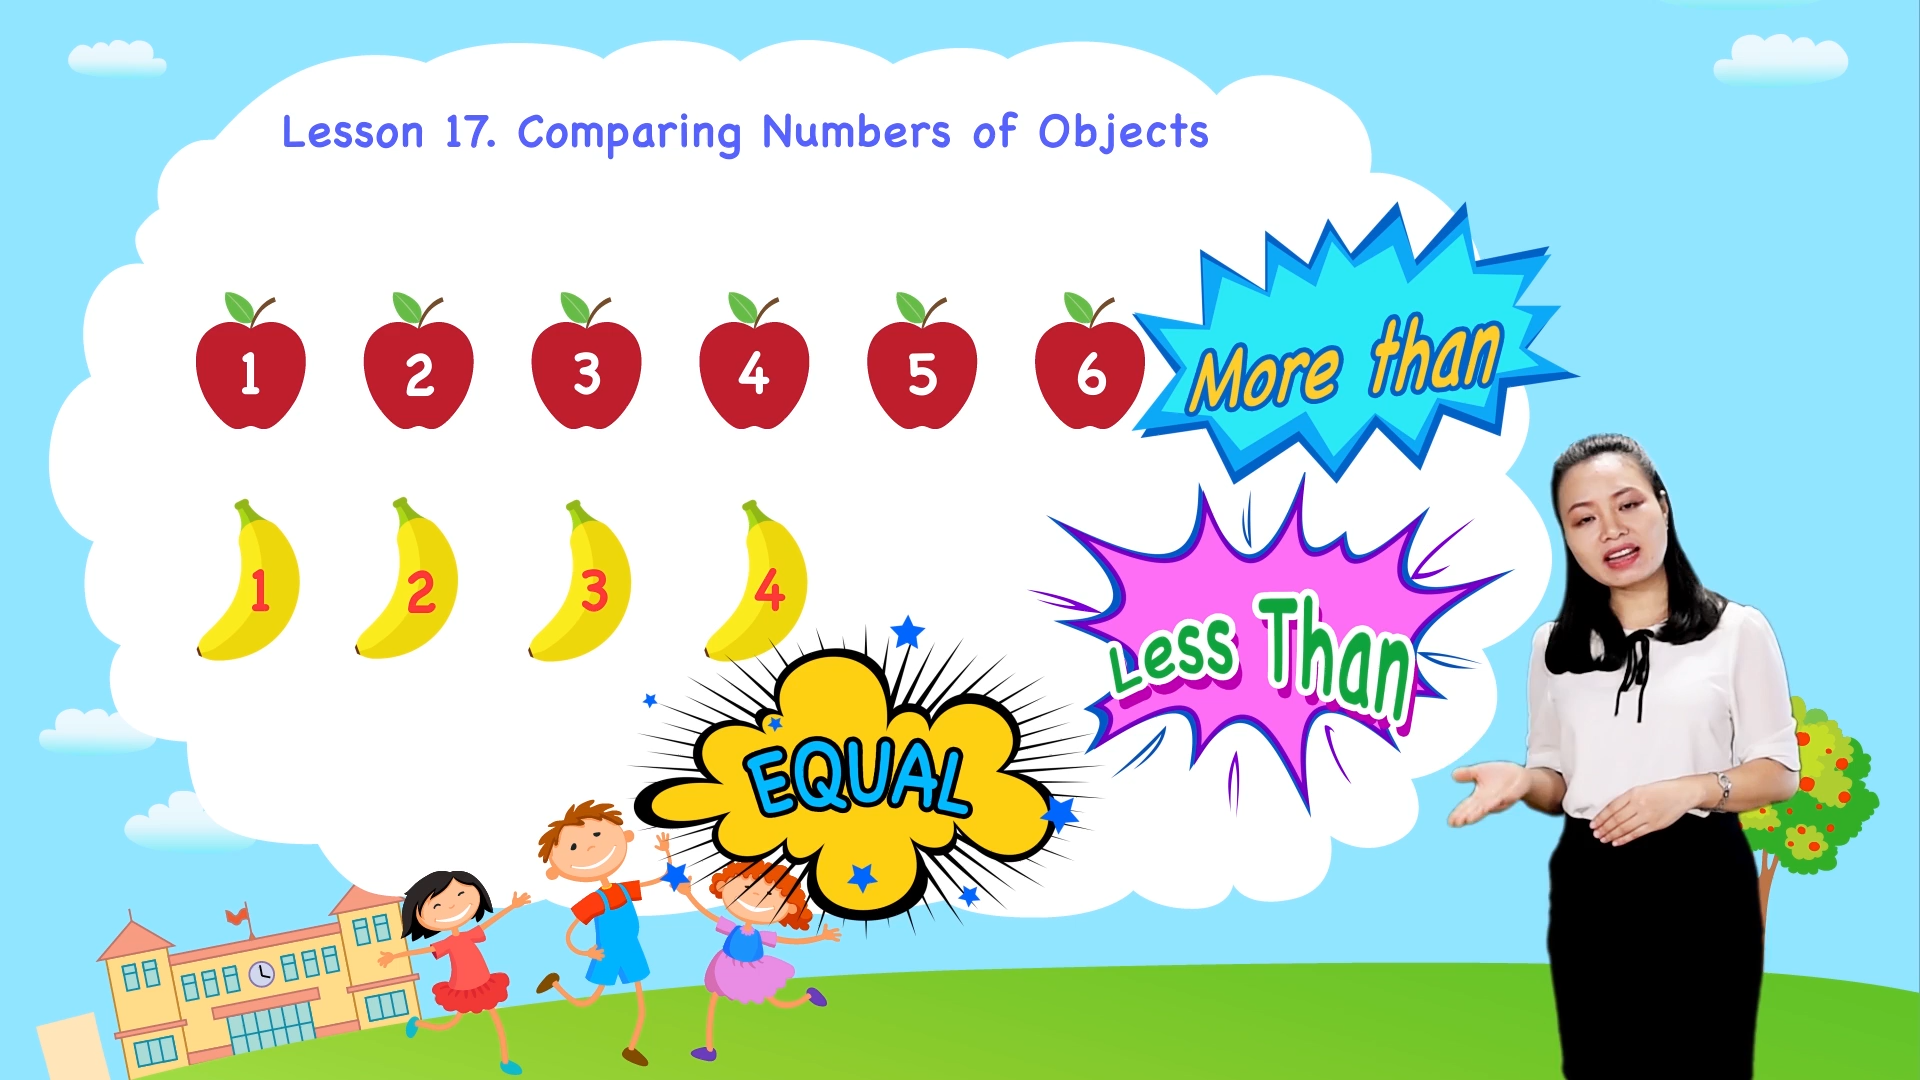 Lesson 17. Comparing Numbers of Objects
1 2 3 4 5 6
More than
1 2 3 4
Less Than
EQUAL